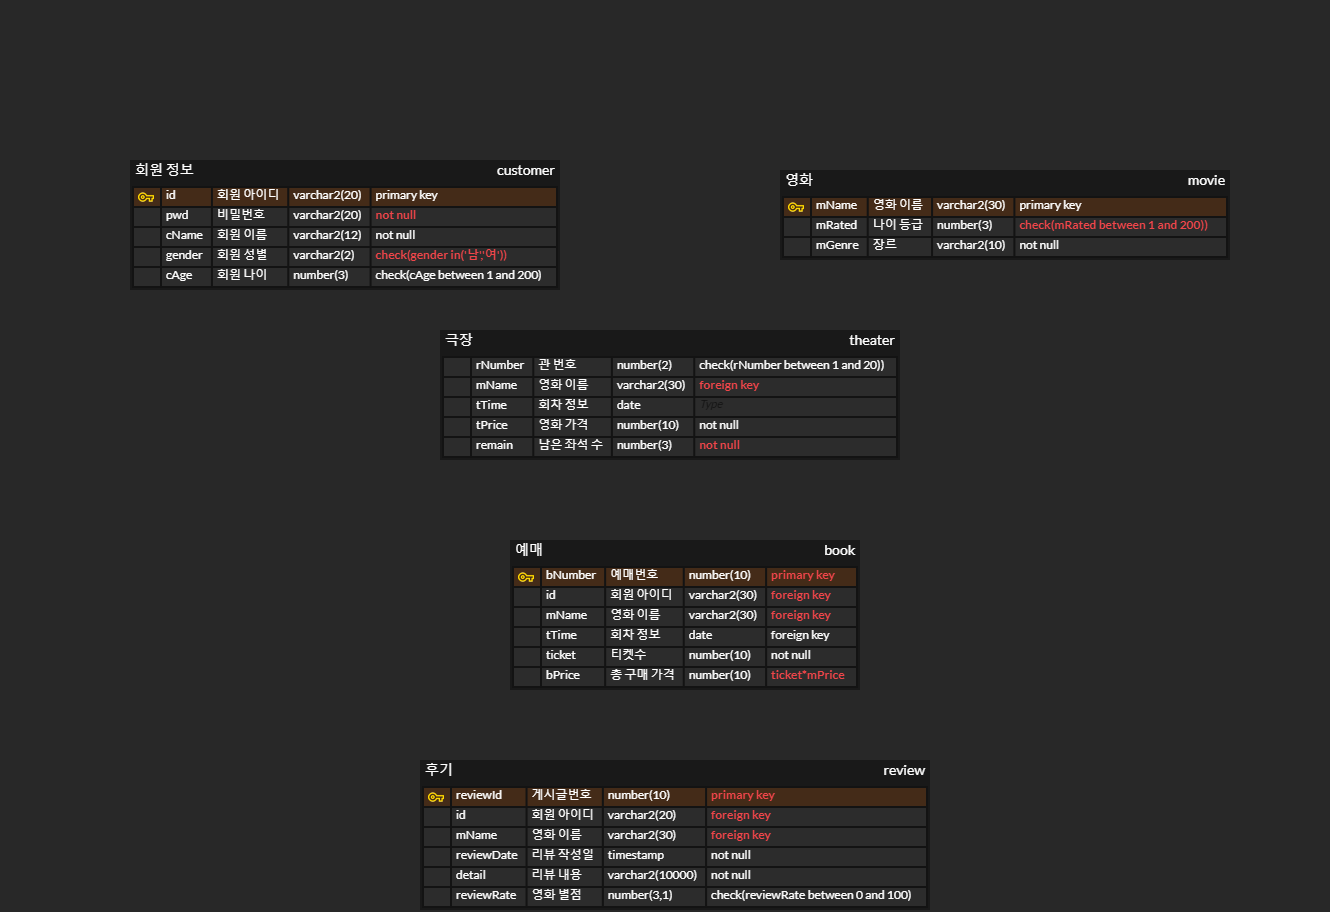 회원 정보 customer
id 회원 아이디 varchar2(20) primary key
pwd 비밀번호 varchar2(20) not null
cName 회원 이름 varchar2(12) not null
gender 회원 성별 varchar2(2) check(gender in('남','여'))
cAge 회원 나이 number(3) check(cAge between 1 and 200)
영화 movie
mName 영화 이름 varchar2(30) primary key
mRated 나이 등급 number(3) check(mRated between 1 and 200))
mGenre 장르 varchar2(10) not null
극장 theater
rNumber 관 번호 number(2) check(rNumber between 1 and 20))
mName 영화 이름 varchar2(30) foreign key
tTime 회차 정보 date Type
tPrice 영화 가격 number(10) not null
remain 남은 좌석 수 number(3) not null
예매 book
bNumber 예매번호 number(10) primary key
id 회원 아이디 varchar2(30) foreign key
mName 영화 이름 varchar2(30) foreign key
tTime 회차 정보 date foreign key
ticket 티켓수 number(10) not null
bPrice 총 구매 가격 number(10) ticket*mPrice
후기 review
reviewId 게시글번호 number(10) primary key
id 회원 아이디 varchar2(20) foreign key
mName 영화 이름 varchar2(30) foreign key
reviewDate 리뷰 작성일 timestamp not null
detail 리뷰 내용 varchar2(10000) not null
reviewRate 영화 별점 number(3,1) check(reviewRate between 0 and 100)